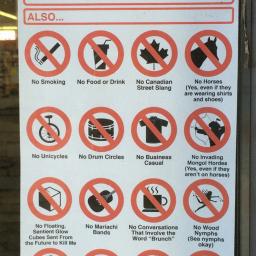 ALSO...
No Smoking
No Food or Drink
No Canadian
Street Slang
No Horses
(Yes, even if they
are wearing shirts
and shoes)
No Unicycles
No Drum Circles
No Business
Casual
No Invading
Mongol Hordes
(Yes, even if they
aren't on horses)
No Floating,
Sentient Glow
Cubes Sent From
the Future to Kill Me
No Mariachi
Bands
No Conversations
That Involve the
Word "Brunch"
No Wood
Nymphs
(Sea nymphs
okay)